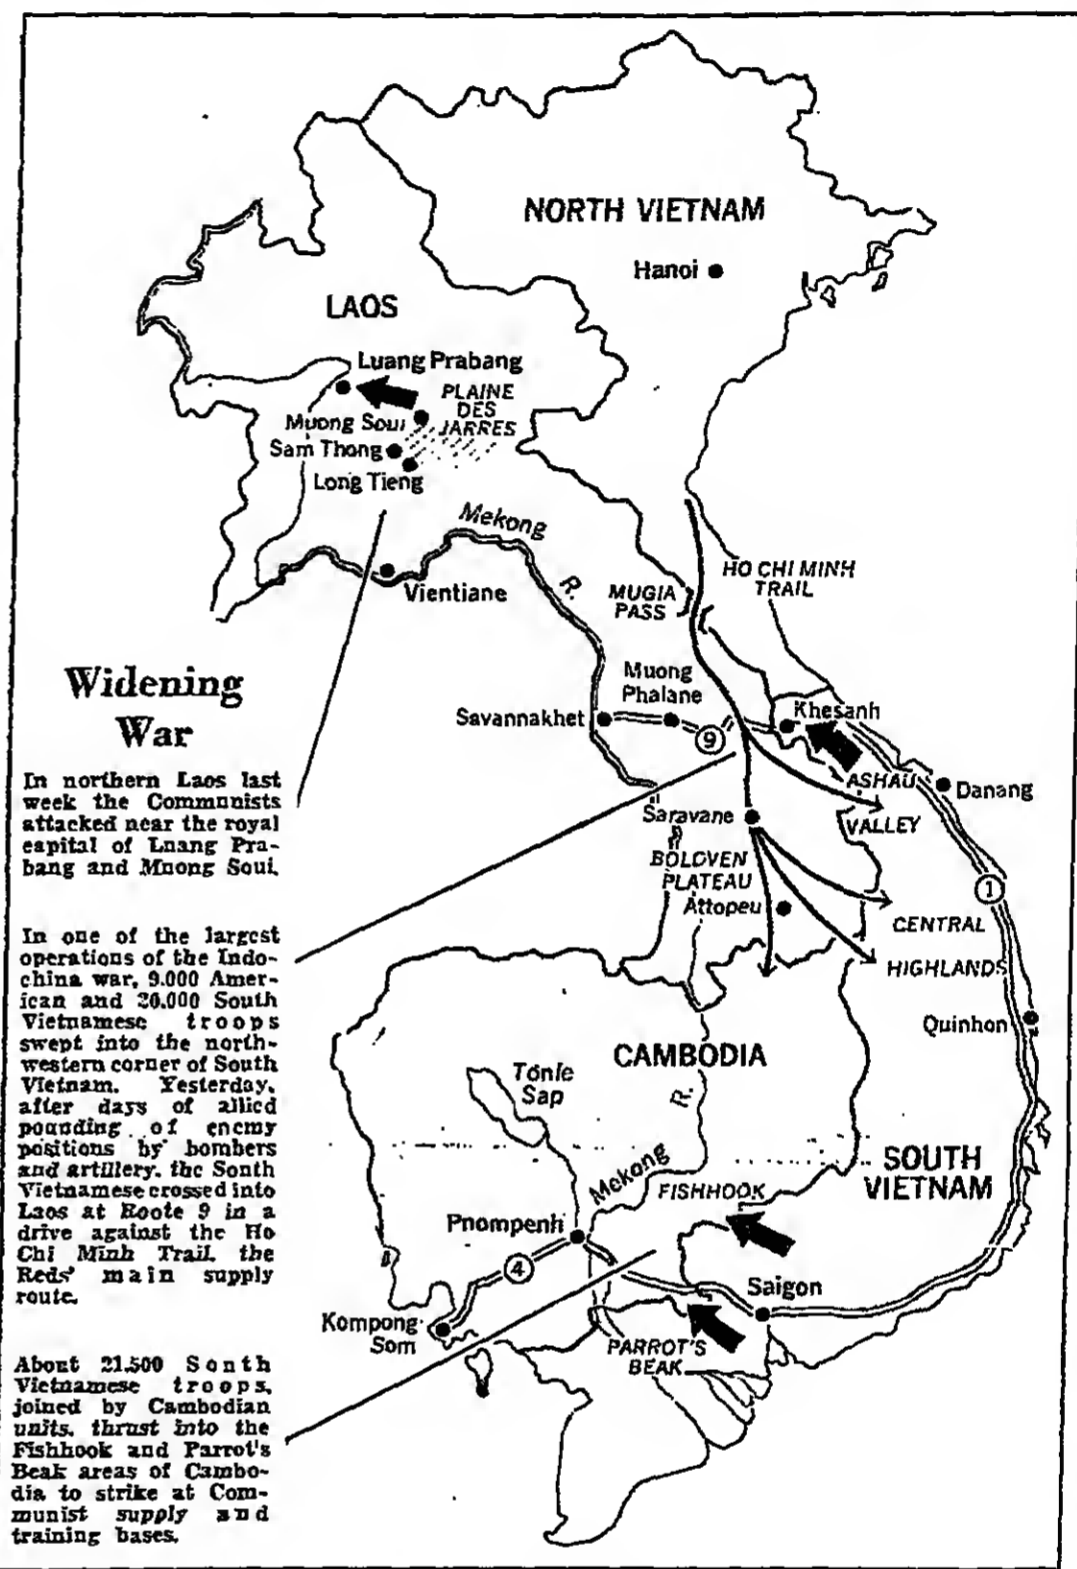 NORTH VIETNAM
Hanoi
LAOS
Luang Prabang
PLAINE
DES
JARRES
Muong Soui
Sam Thong
Long Tieng
Mekong
R.
Vientiane
HO CHI MINH
TRAIL
MUGIA
PASS
Muong
Phalane
Savannakhet
9
Khesanh
ASHAU
VALLEY
Danang
Saravane
BOLOVEN
PLATEAU
Attopeu
1
CENTRAL
HIGHLANDS
Quinhon
CAMBODIA
Tonle
Sap
R.
Mekong
SOUTH
VIETNAM
FISHHOOK
Pnompenh
4
Saigon
Kompong
Som
PARROT'S
BEAK
Widening
War
In northern Laos last
week the Communists
attacked near the royal
capital of Luang Pra-
bang and Muong Soui.
In one of the largest
operations of the Indo-
china war, 9.000 Amer-
ican and 20.000 South
Vietnamese troops
swept into the north-
western corner of South
Vietnam. Yesterday,
after days of allied
pounding of enemy
positions by bombers
and artillery, the South
Vietnamese crossed into
Laos at Route 9 in a
drive against the Ho
Chi Minh Trail, the
Reds' main supply
route.
About 21.500 South
Vietnamese troops,
joined by Cambodian
units, thrust into the
Fishhook and Parrot's
Beak areas of Cambo-
dia to strike at Com-
munist supply and
training bases.